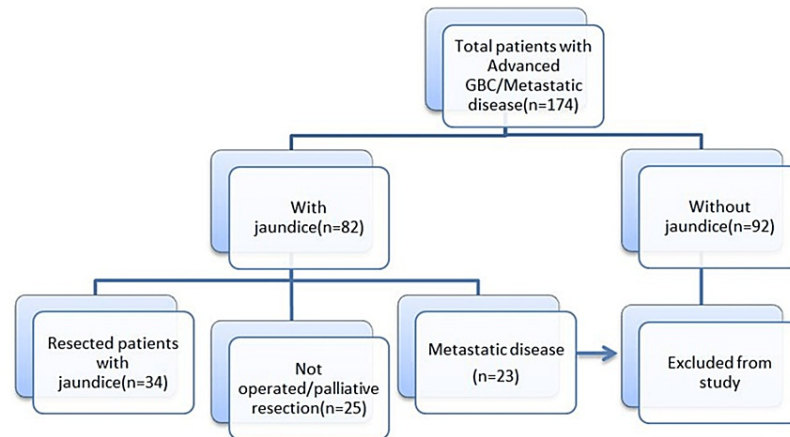 Total patients with
Advanced
GBC/Metastatic
disease(n=174)
With
jaundice(n=82)
Without
jaundice(n=92)
Resected patients
with
jaundice(n=34)
Not
operated/palliative
resection(n=25)
Metastatic disease
(n=23)
Excluded from
study